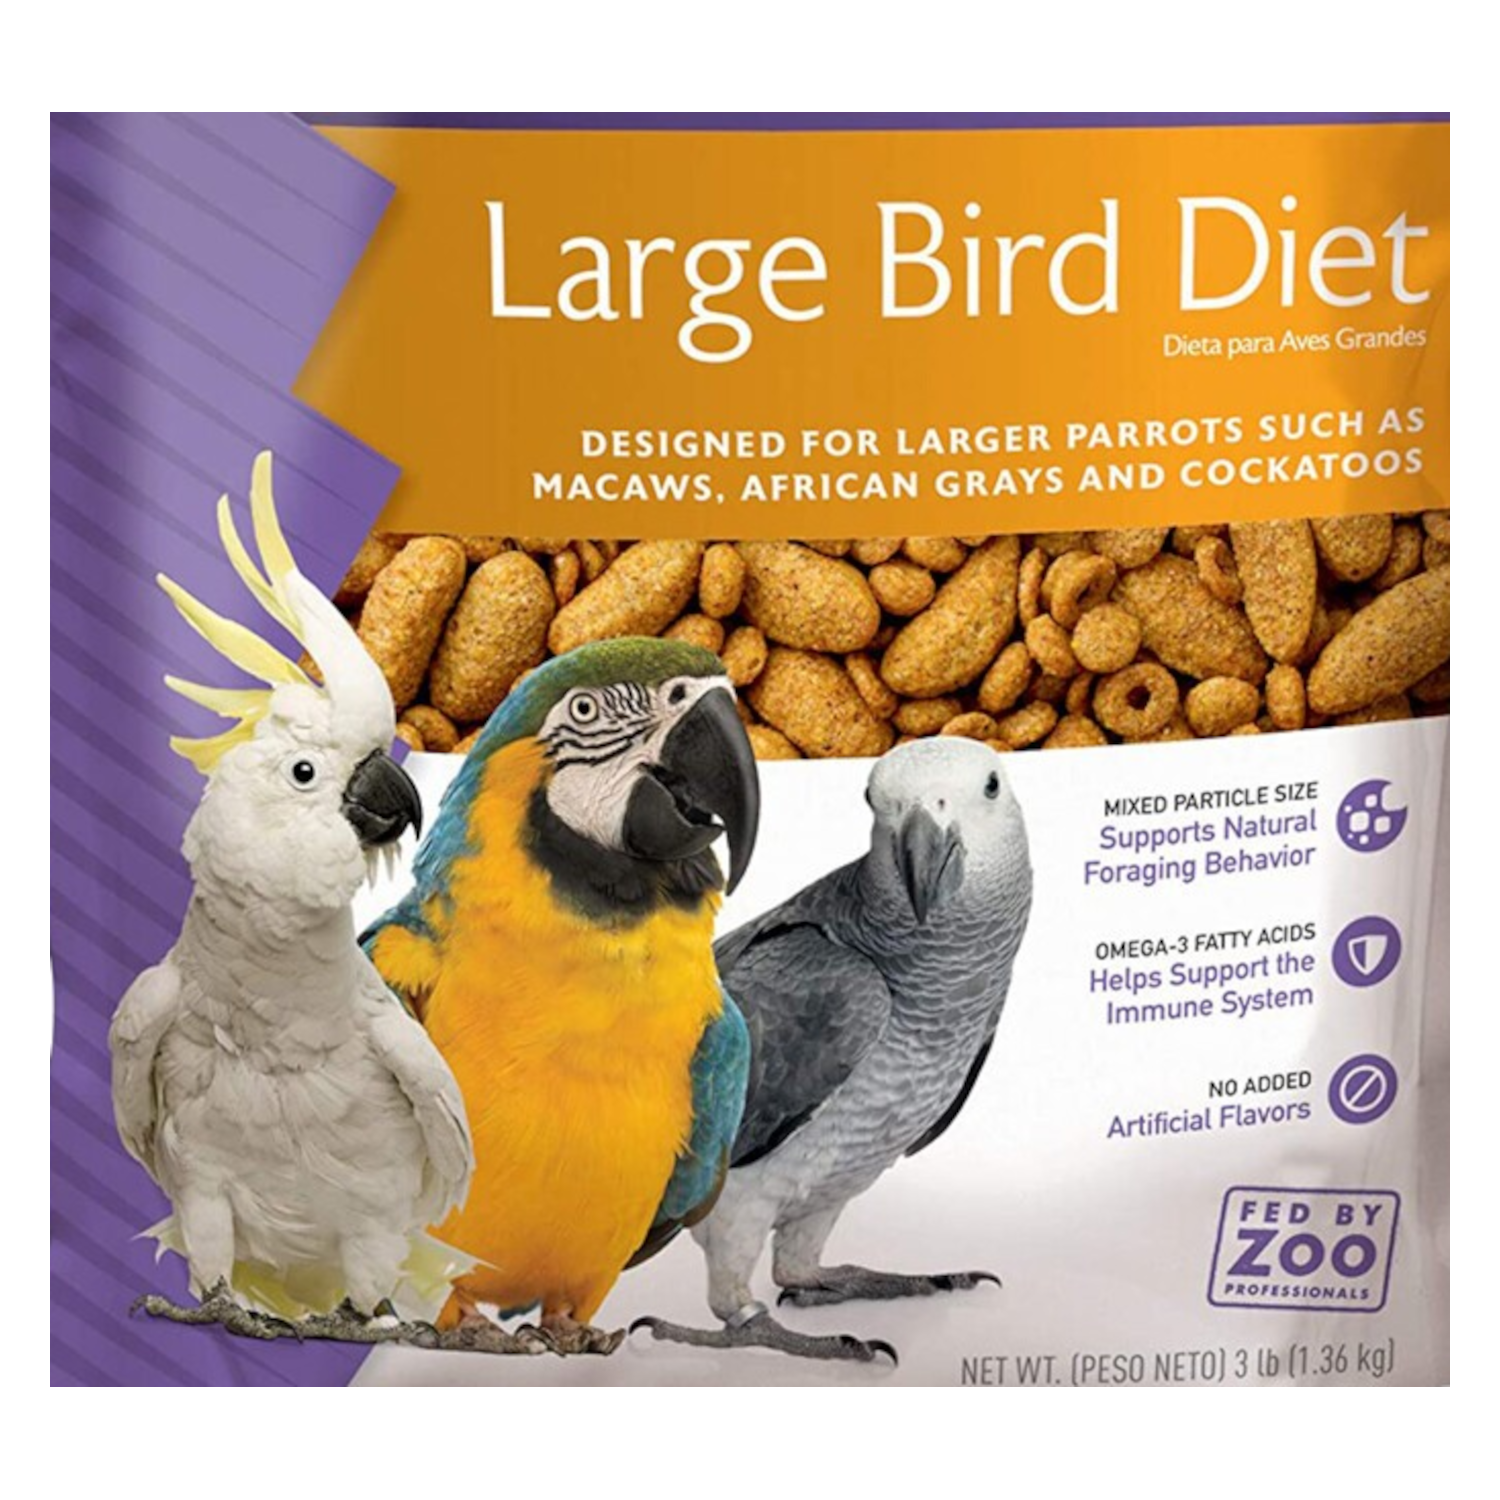 Large Bird Diet
Dieta para Aves Grandes
DESIGNED FOR LARGER PARROTS SUCH AS
MACAWS, AFRICAN GRAYS AND COCKATOOS
MIXED PARTICLE SIZE
Supports Natural
Foraging Behavior
OMEGA-3 FATTY ACIDS
Helps Support the
Immune System
NO ADDED
Artificial Flavors
FED BY
ZOO
PROFESSIONALS
NET WT. (PESO NETO) 3 lb (1.36 kg)